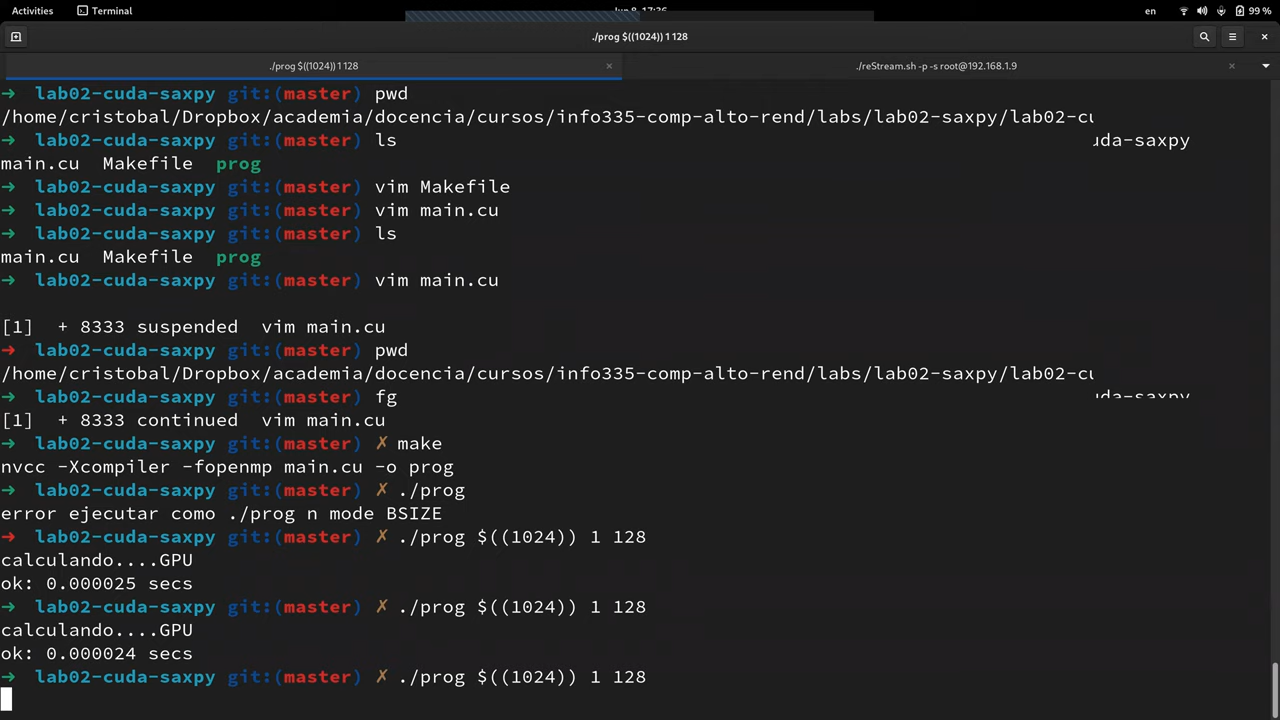 Activities Terminal en 99 %
./prog $((1024)) 1 128
./prog $((1024)) 1 128 × ./reStream.sh -p -s root@192.168.1.9 ×
→ lab02-cuda-saxpy git:(master) pwd
/home/cristobal/Dropbox/academia/docencia/cursos/info335-comp-alto-rend/labs/lab02-saxpy/lab02-cu
→ lab02-cuda-saxpy git:(master) ls
uda-saxpy
main.cu Makefile prog
→ lab02-cuda-saxpy git:(master) vim Makefile
→ lab02-cuda-saxpy git:(master) vim main.cu
→ lab02-cuda-saxpy git:(master) ls
main.cu Makefile prog
→ lab02-cuda-saxpy git:(master) vim main.cu
[1] + 8333 suspended vim main.cu
→ lab02-cuda-saxpy git:(master) pwd
/home/cristobal/Dropbox/academia/docencia/cursos/info335-comp-alto-rend/labs/lab02-saxpy/lab02-cu
→ lab02-cuda-saxpy git:(master) fg
[1] + 8333 continued vim main.cu
→ lab02-cuda-saxpy git:(master) ✗ make
nvcc -Xcompiler -fopenmp main.cu -o prog
→ lab02-cuda-saxpy git:(master) ✗ ./prog
error ejecutar como ./prog n mode BSIZE
→ lab02-cuda-saxpy git:(master) ✗ ./prog $((1024)) 1 128
calculando....GPU
ok: 0.000025 secs
→ lab02-cuda-saxpy git:(master) ✗ ./prog $((1024)) 1 128
calculando....GPU
ok: 0.000024 secs
→ lab02-cuda-saxpy git:(master) ✗ ./prog $((1024)) 1 128